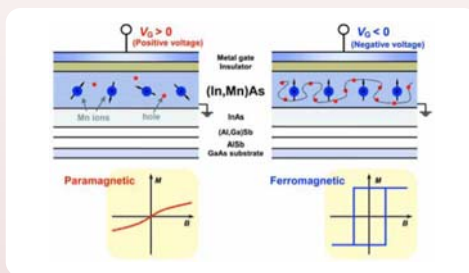 V_G > 0
(Positive voltage)
V_G < 0
(Negative voltage)
Metal gate
Insulator
(In,Mn)As
Mn ions
hole
InAs
(Al,Ga)Sb
AlSb
GaAs substrate
Paramagnetic
M
B
Ferromagnetic
M
B